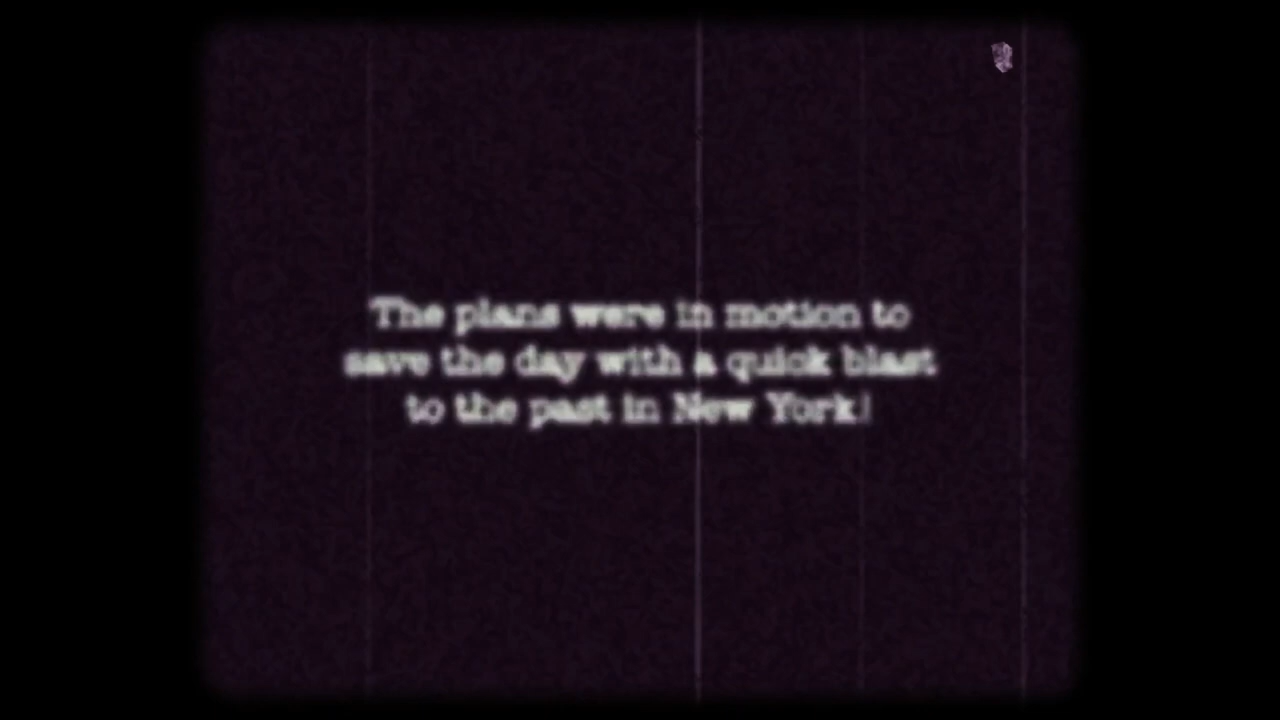 The plans were in motion to
save the day with a quick blast
to the past in New York!